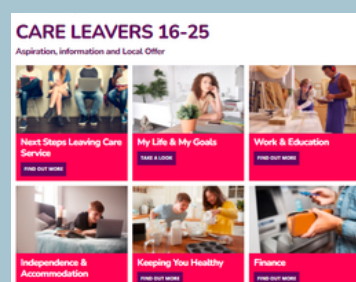 CARE LEAVERS 16-25
Aspiration, information and Local Offer
Next Steps Leaving Care
Service
FIND OUT MORE
My Life & My Goals
TAKE A LOOK
Work & Education
FIND OUT MORE
Independence &
Accommodation
Keeping You Healthy
FIND OUT MORE
Finance
FIND OUT MORE